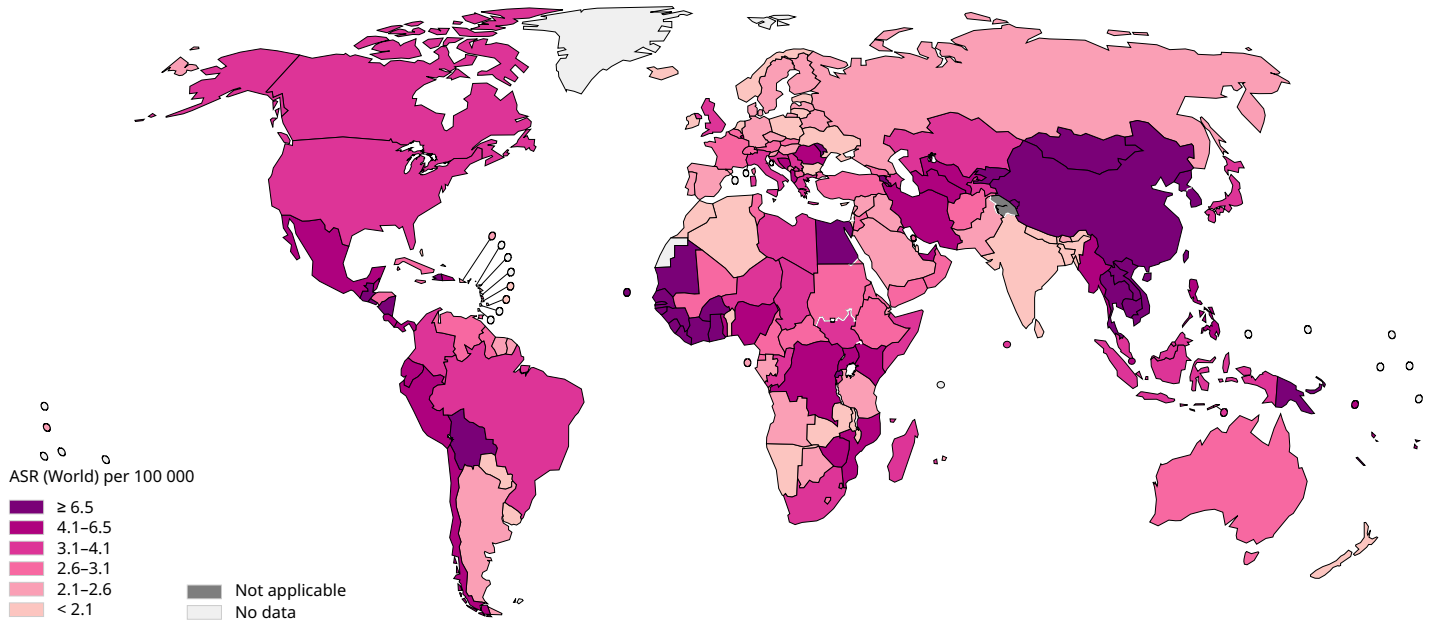 ASR (World) per 100 000
≥ 6.5
4.1–6.5
3.1–4.1
2.6–3.1
2.1–2.6
< 2.1
Not applicable
No data